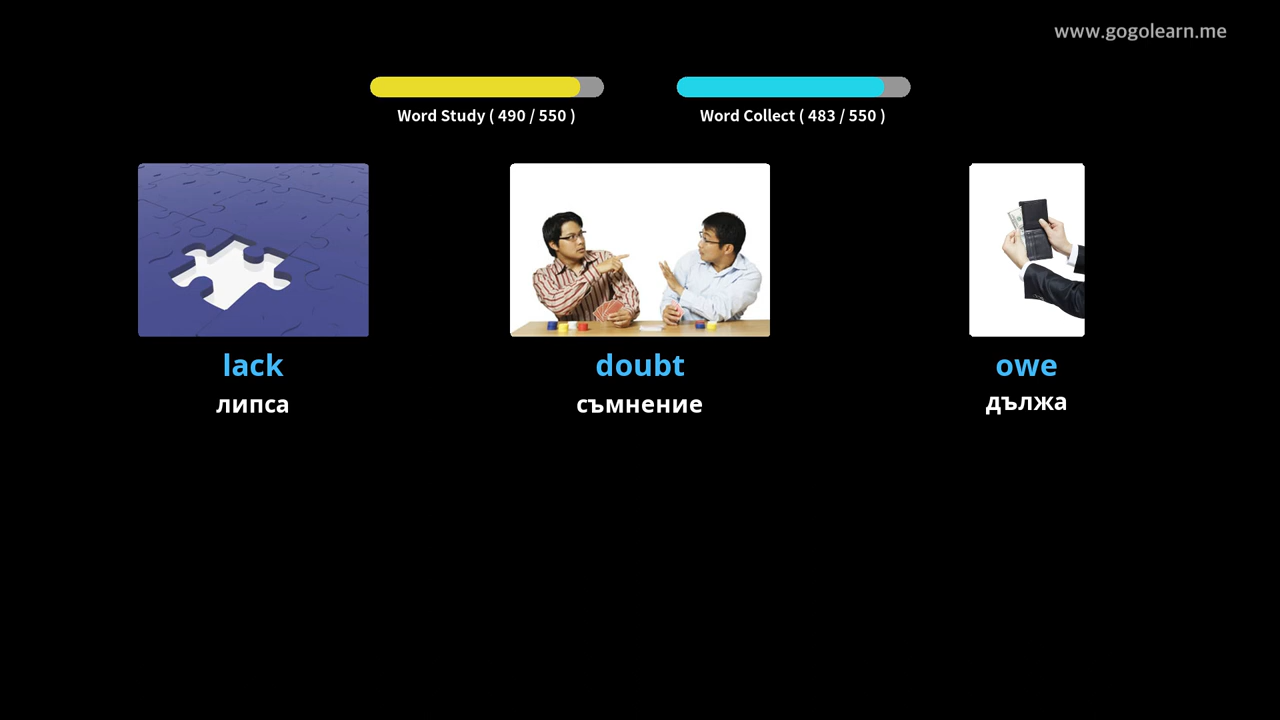 www.gogolearn.me
Word Study ( 490 / 550 )
Word Collect ( 483 / 550 )
lack
липса
doubt
съмнение
owe
дължа